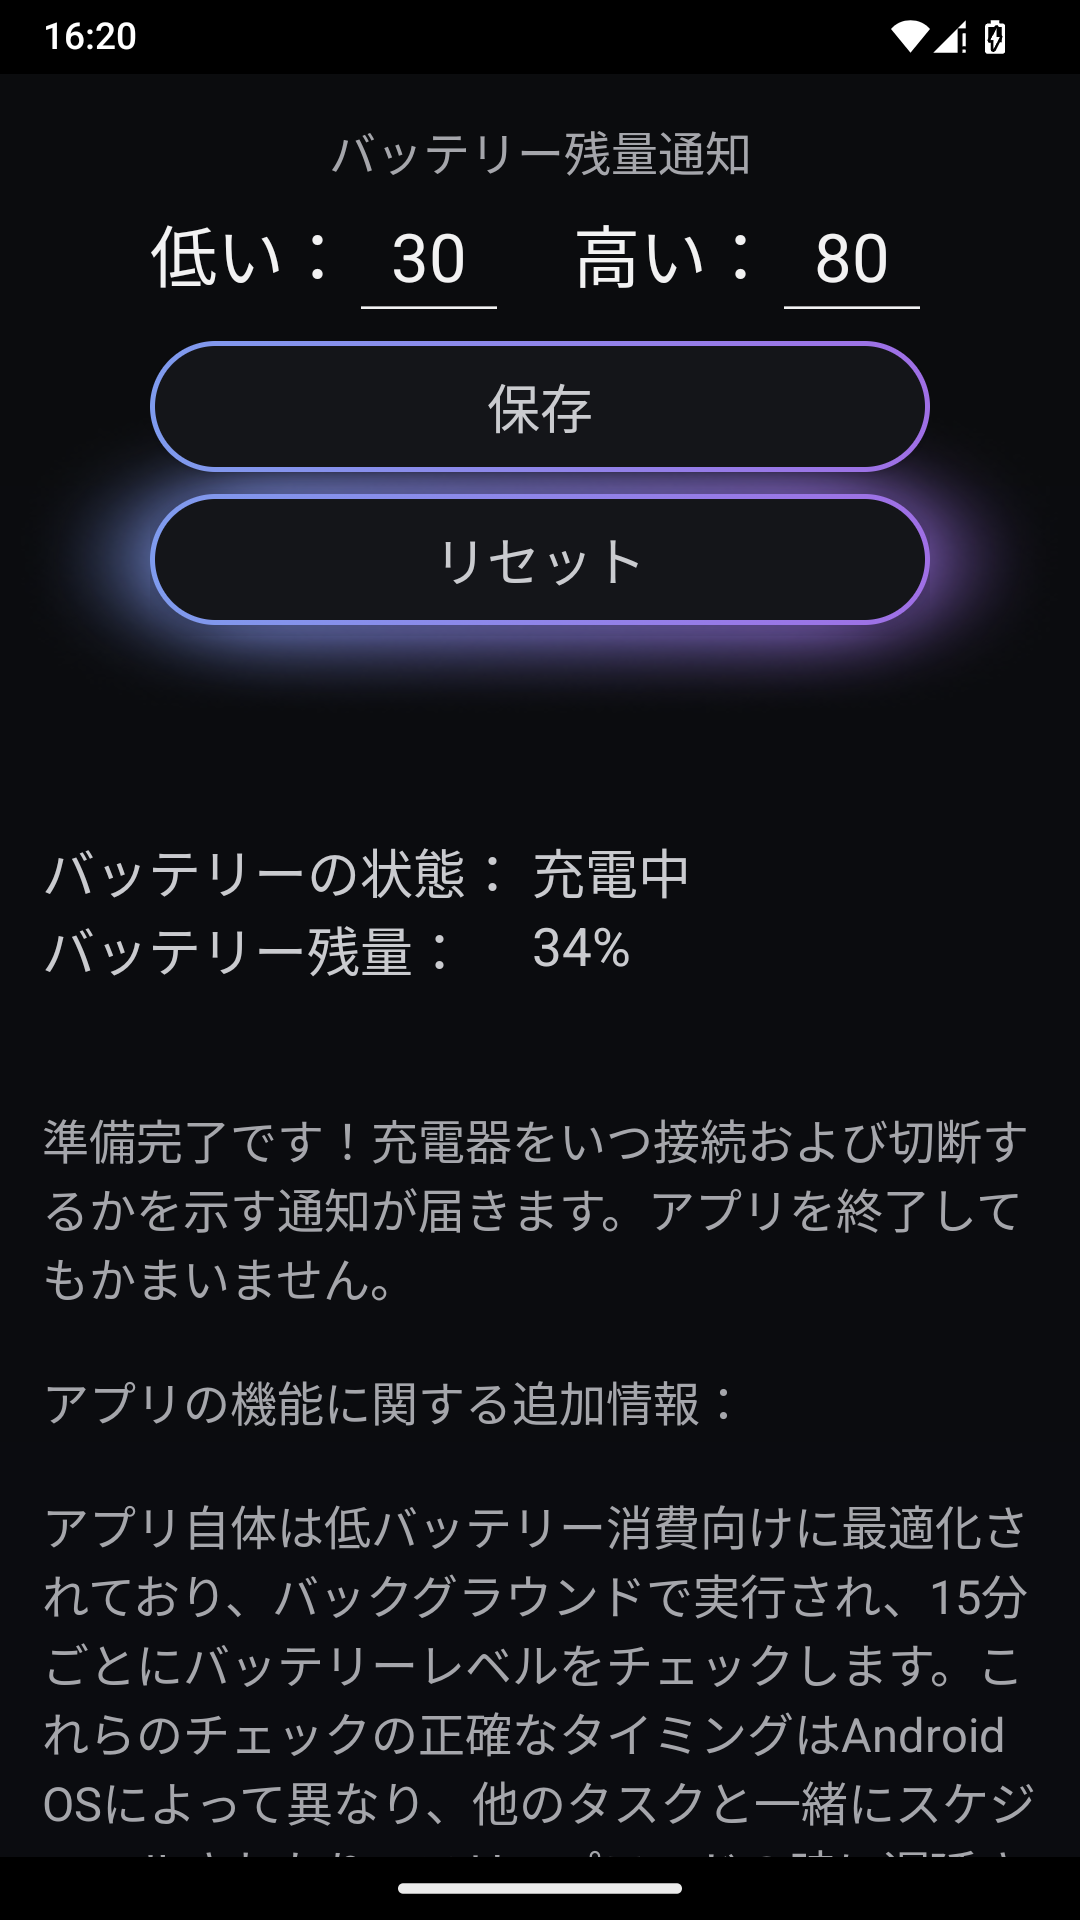 16:20
バッテリー残量通知
低い： 30 高い： 80
保存
リセット
バッテリーの状態： 充電中
バッテリー残量： 34%
準備完了です！充電器をいつ接続および切断す
るかを示す通知が届きます。アプリを終了して
もかまいません。
アプリの機能に関する追加情報：
アプリ自体は低バッテリー消費向けに最適化さ
れており、バックグラウンドで実行され、15分
ごとにバッテリーレベルをチェックします。こ
れらのチェックの正確なタイミングはAndroid
OSによって異なり、他のタスクと一緒にスケジ